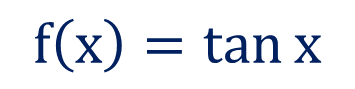 f(x) = tan x